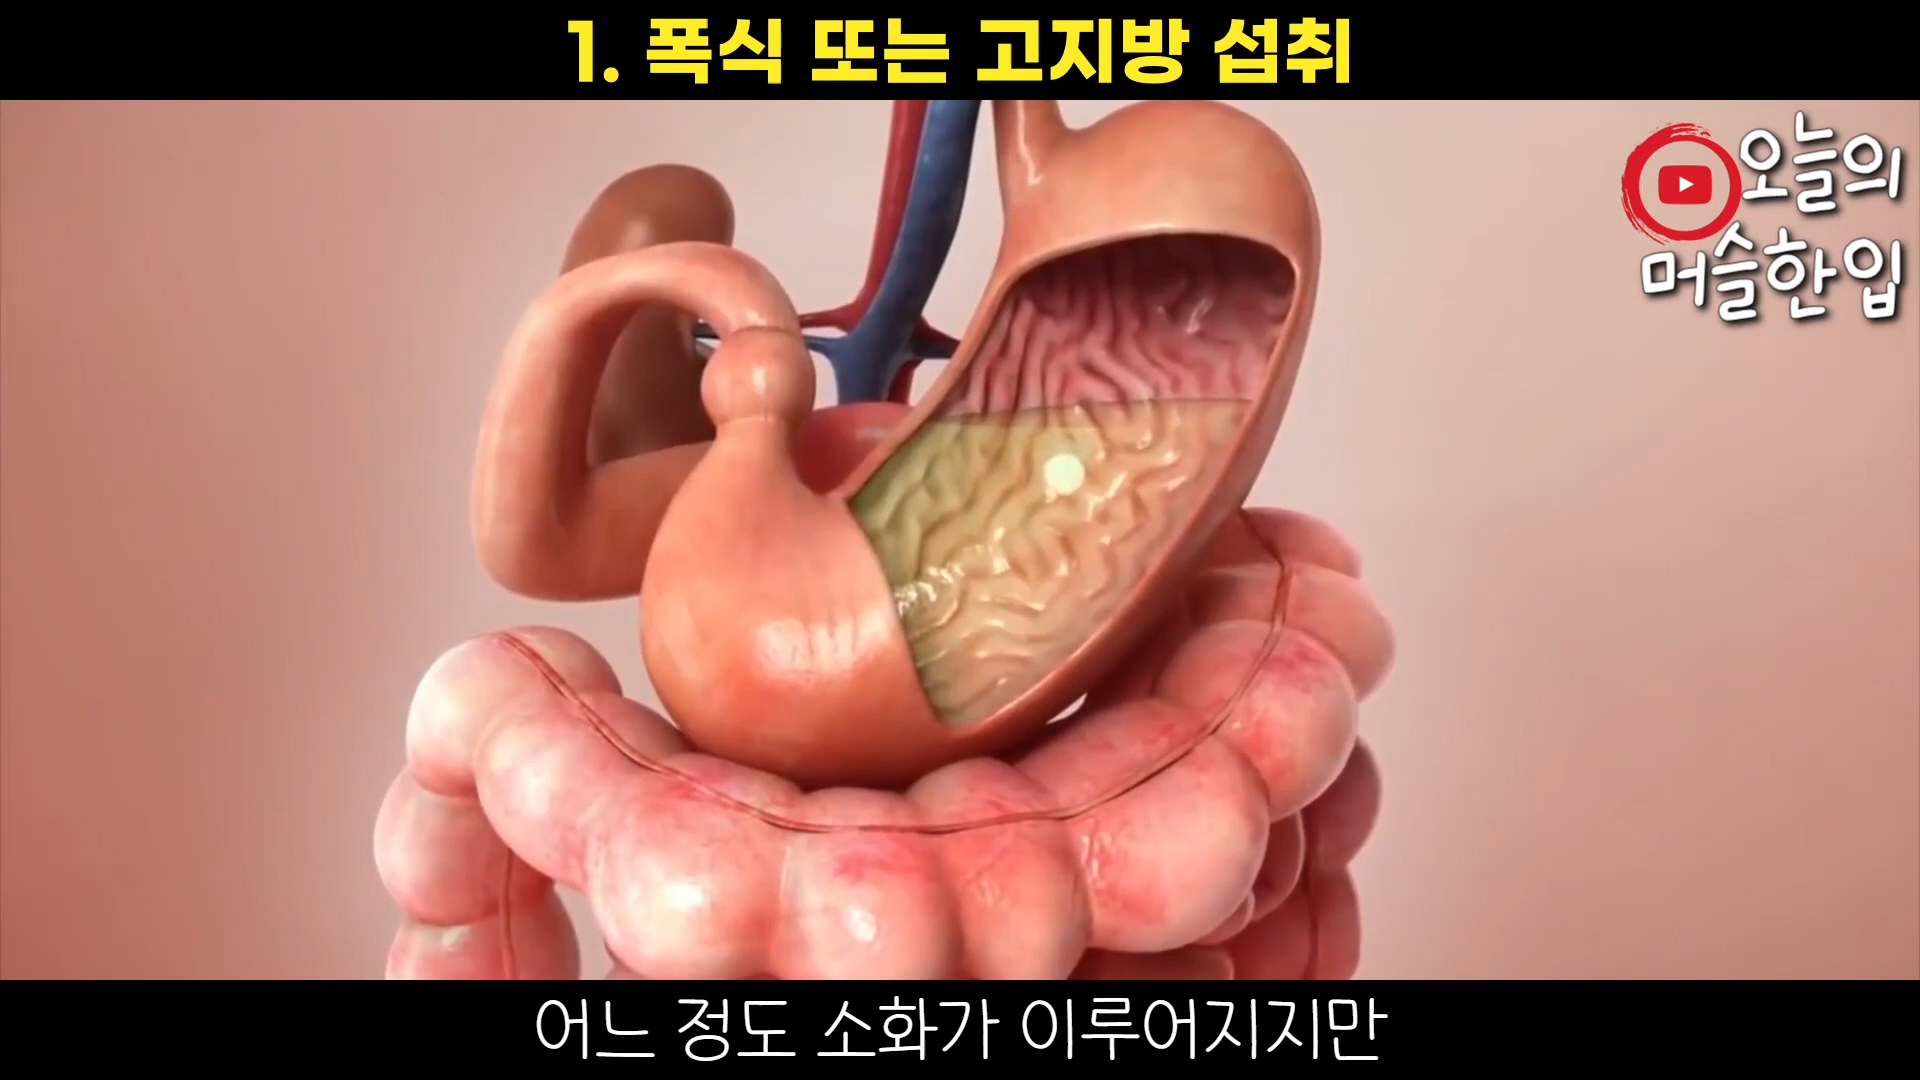 1. 폭식 또는 고지방 섭취
오늘의
머슬한입
어느 정도 소화가 이루어지지만